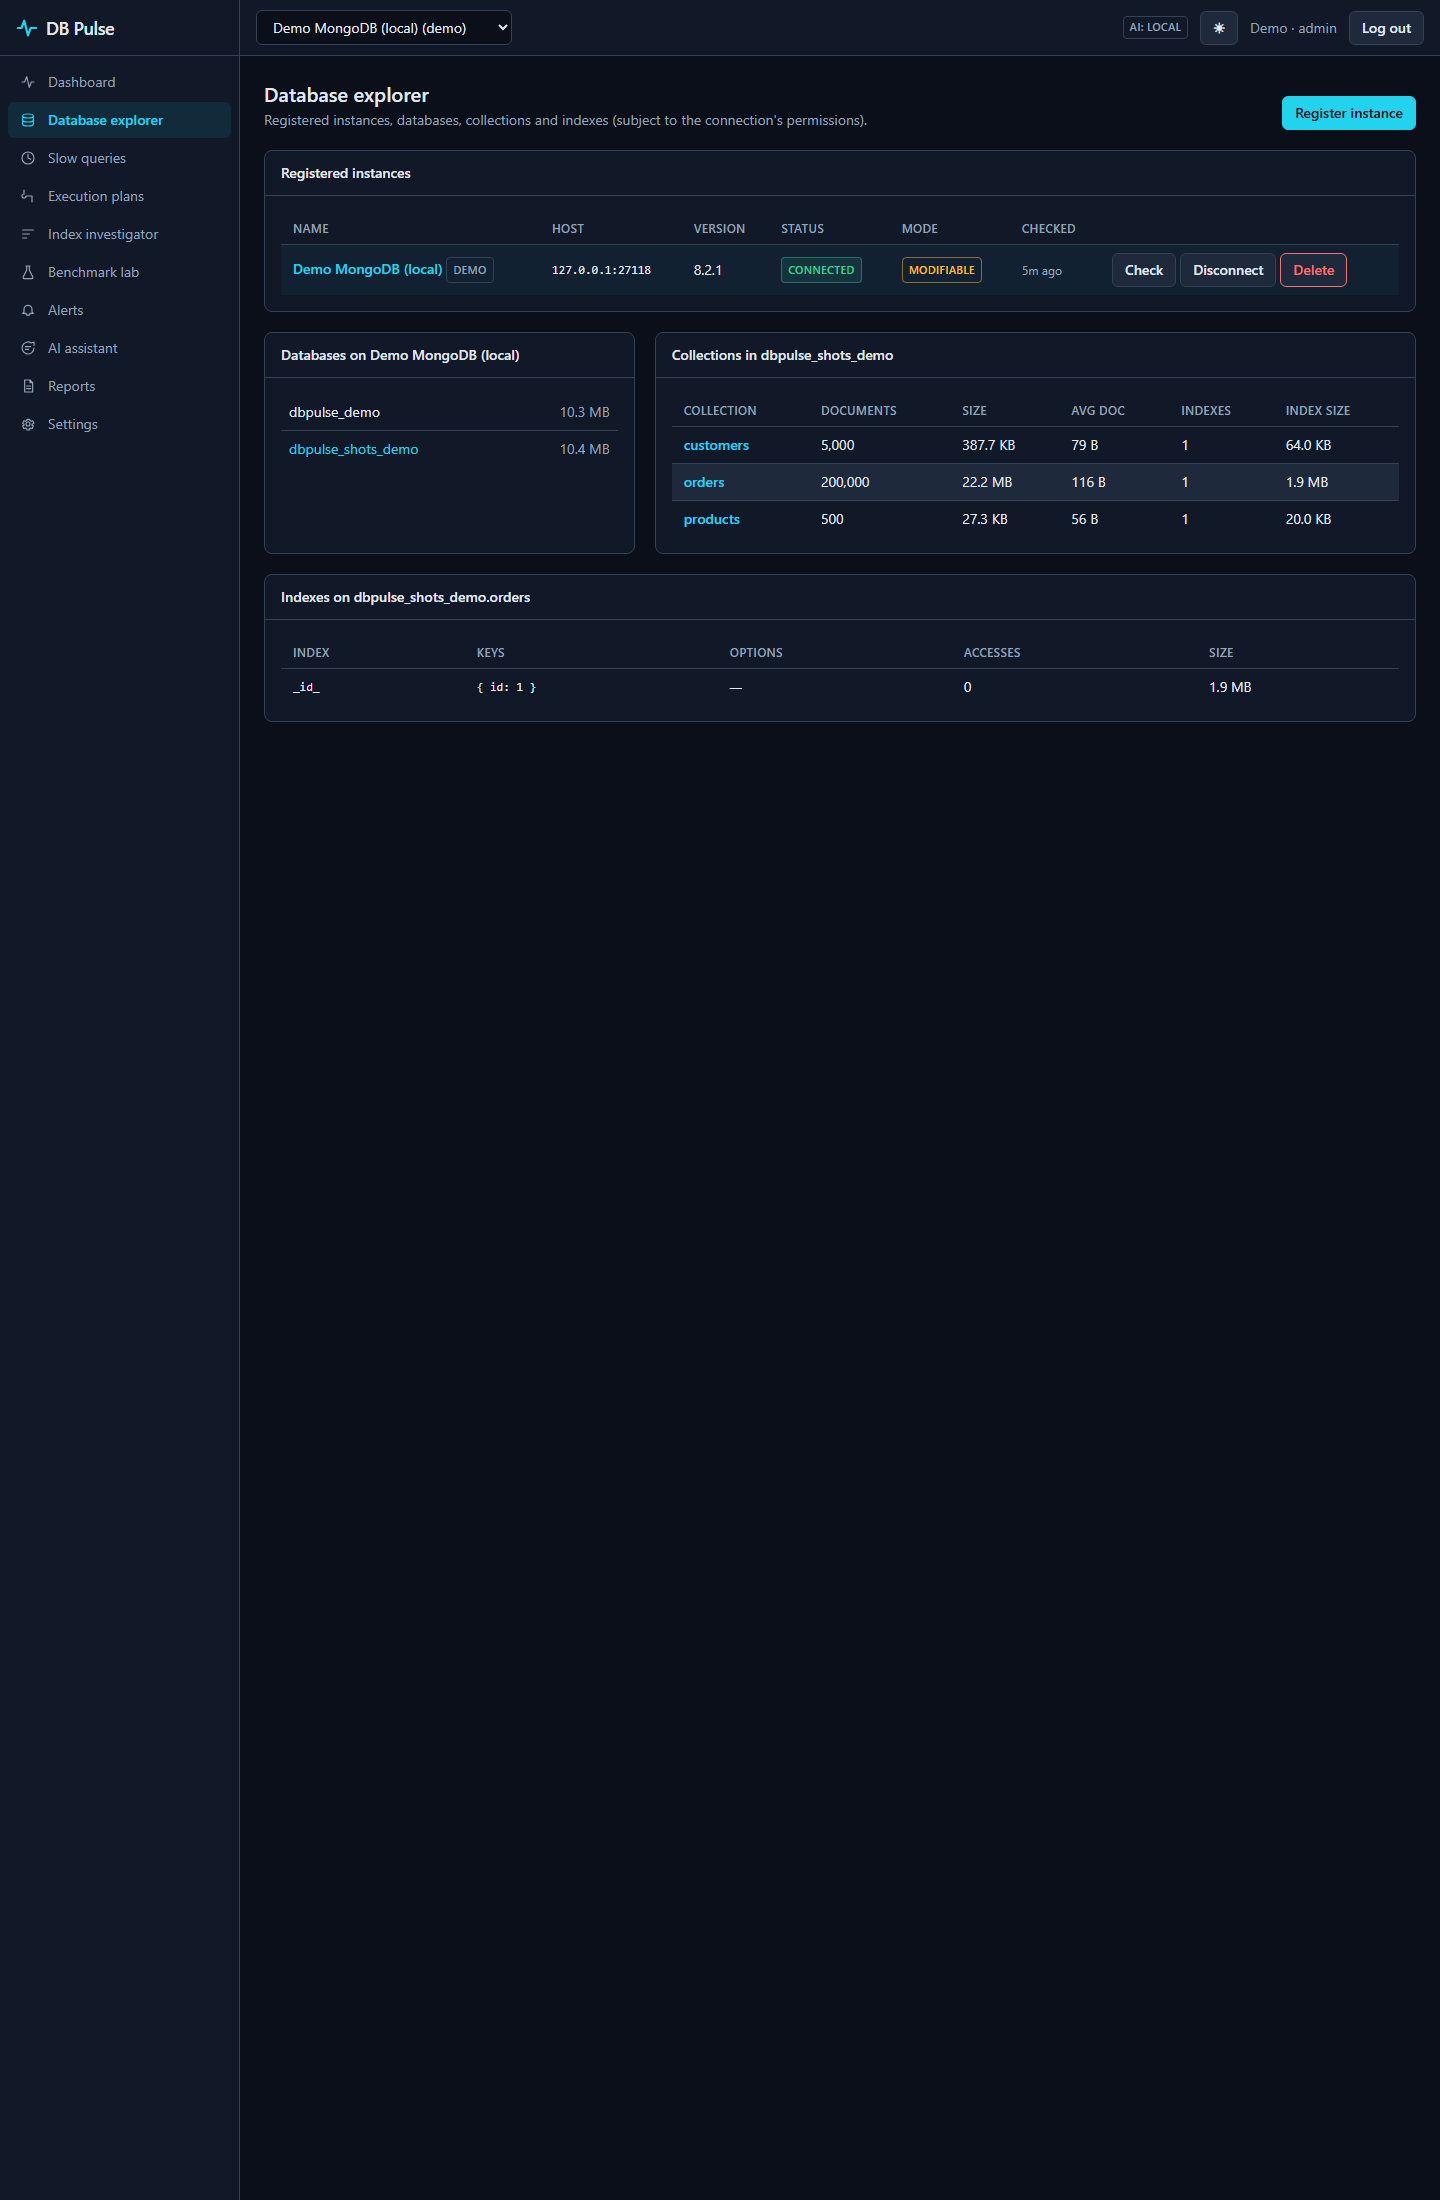 DB Pulse
Demo MongoDB (local) (demo)
AI: LOCAL
Demo · admin
Log out
Dashboard
Database explorer
Slow queries
Execution plans
Index investigator
Benchmark lab
Alerts
AI assistant
Reports
Settings
Database explorer
Registered instances, databases, collections and indexes (subject to the connection's permissions).
Register instance
Registered instances
NAME HOST VERSION STATUS MODE CHECKED
Demo MongoDB (local) DEMO 127.0.0.1:27118 8.2.1 CONNECTED MODIFIABLE 5m ago Check Disconnect Delete
Databases on Demo MongoDB (local)
dbpulse_demo 10.3 MB
dbpulse_shots_demo 10.4 MB
Collections in dbpulse_shots_demo
COLLECTION DOCUMENTS SIZE AVG DOC INDEXES INDEX SIZE
customers 5,000 387.7 KB 79 B 1 64.0 KB
orders 200,000 22.2 MB 116 B 1 1.9 MB
products 500 27.3 KB 56 B 1 20.0 KB
Indexes on dbpulse_shots_demo.orders
INDEX KEYS OPTIONS ACCESSES SIZE
_id_ { id: 1 } — 0 1.9 MB